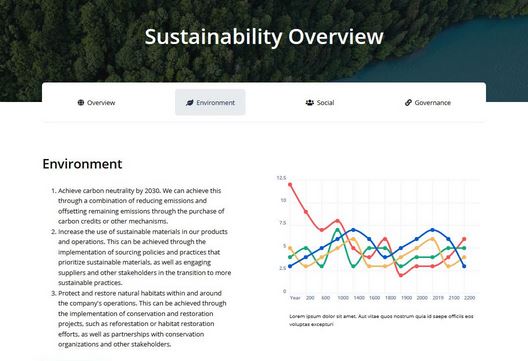 Sustainability Overview
Overview
Environment
Social
Governance
Environment
1. Achieve carbon neutrality by 2030. We can achieve this
through a combination of reducing emissions and
offsetting remaining emissions through the purchase of
carbon credits or other mechanisms.
2. Increase the use of sustainable materials in our products
and operations. This can be achieved through the
implementation of sourcing policies and practices that
prioritize sustainable materials, as well as engaging
suppliers and other stakeholders in the transition to more
sustainable practices.
3. Protect and restore natural habitats within and around
the company's operations. This can be achieved through
the implementation of conservation and restoration
projects, such as reforestation or habitat restoration
efforts, as well as partnerships with conservation
organizations and other stakeholders.
12.5
10
7.5
5
2.5
0
Year 200 600 1000 1400 1600 1800 1900 2019 2100 2200
Lorem ipsum dolor sit amet. Aut vitae quos nostrum quo id saepe officiis eos
voluptas excepturi